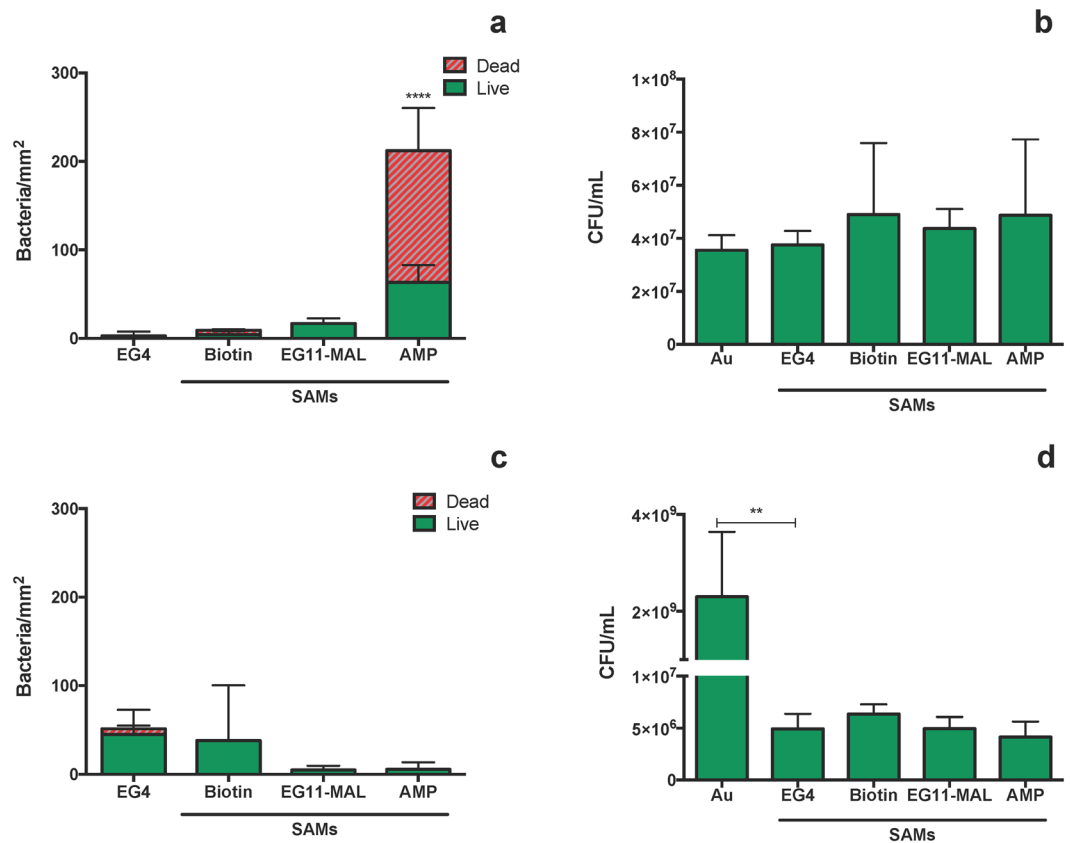 a
Dead
Live
300
200
100
0
Bacteria/mm²
****
EG4 Biotin EG11-MAL AMP
SAMs
b
1×10⁸
8×10⁷
6×10⁷
4×10⁷
2×10⁷
0
CFU/mL
Au EG4 Biotin EG11-MAL AMP
SAMs
c
Dead
Live
300
200
100
0
Bacteria/mm²
EG4 Biotin EG11-MAL AMP
SAMs
d
4×10⁹
2×10⁹
1×10⁷
5×10⁶
0
CFU/mL
**
Au EG4 Biotin EG11-MAL AMP
SAMs